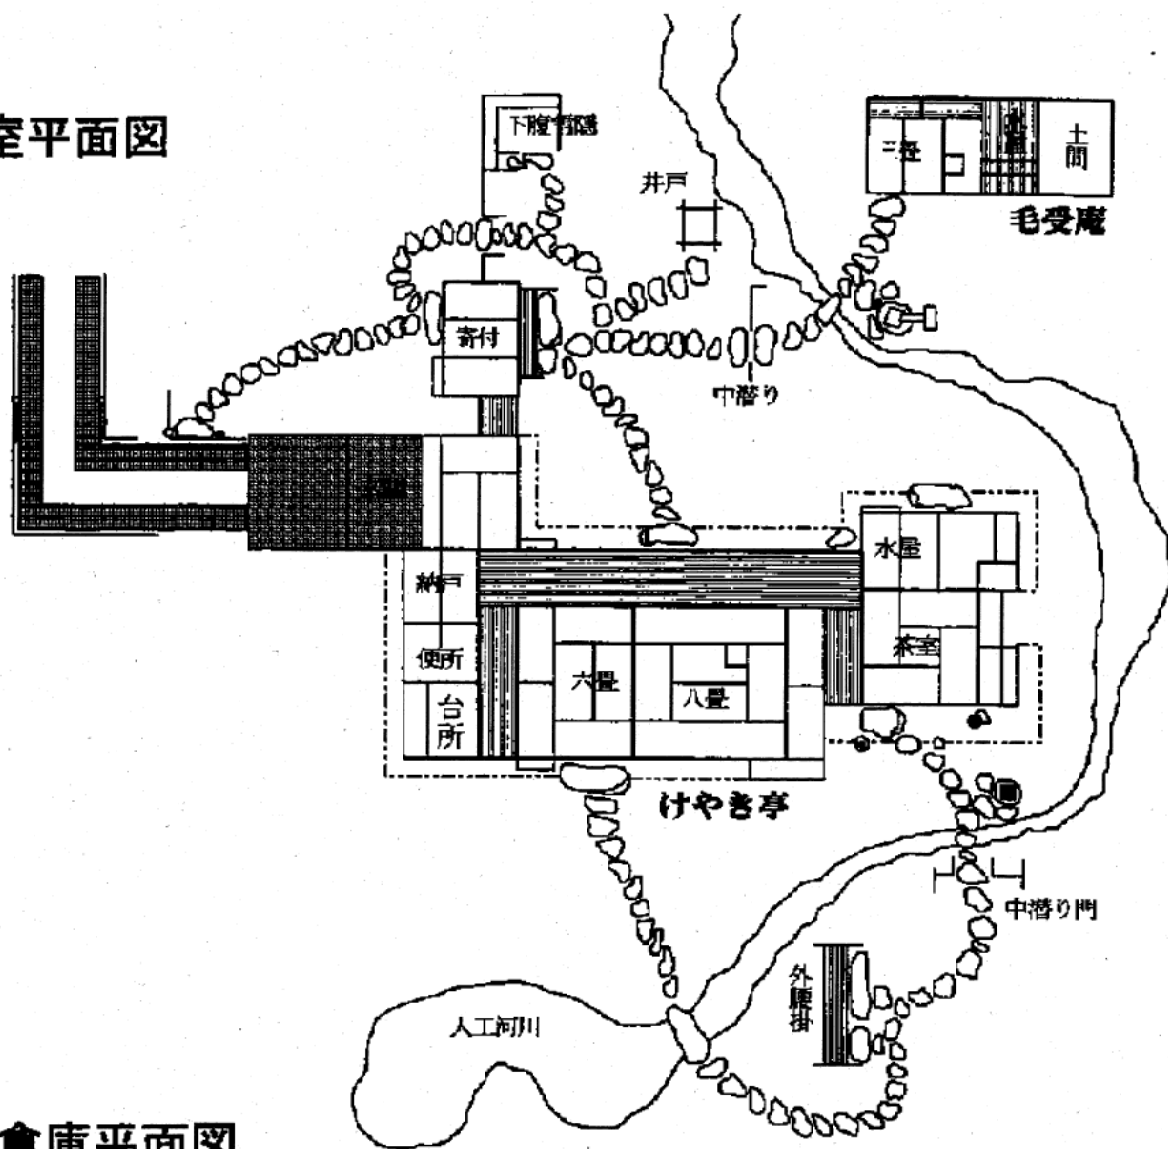 室平面図
下腹雪隠
井戸
三畳
土間
毛受庵
寄付
中潜り
水屋
納戸
便所
台所
六畳
八畳
茶室
けやき亭
中潜り門
外腰掛
人工河川
倉庫平面図